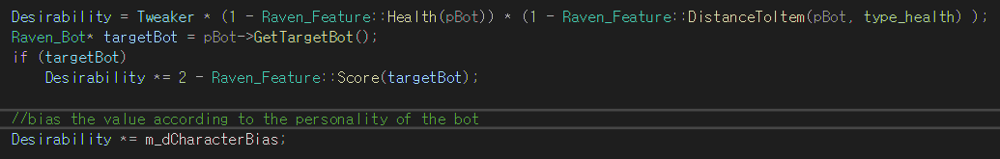 Desirability = Tweaker * (1 - Raven_Feature::Health(pBot)) * (1 - Raven_Feature::DistanceToItem(pBot, type_health) );
Raven_Bot* targetBot = pBot->GetTargetBot();
if (targetBot)
    Desirability *= 2 - Raven_Feature::Score(targetBot);
//bias the value according to the personality of the bot
Desirability *= m_dCharacterBias;